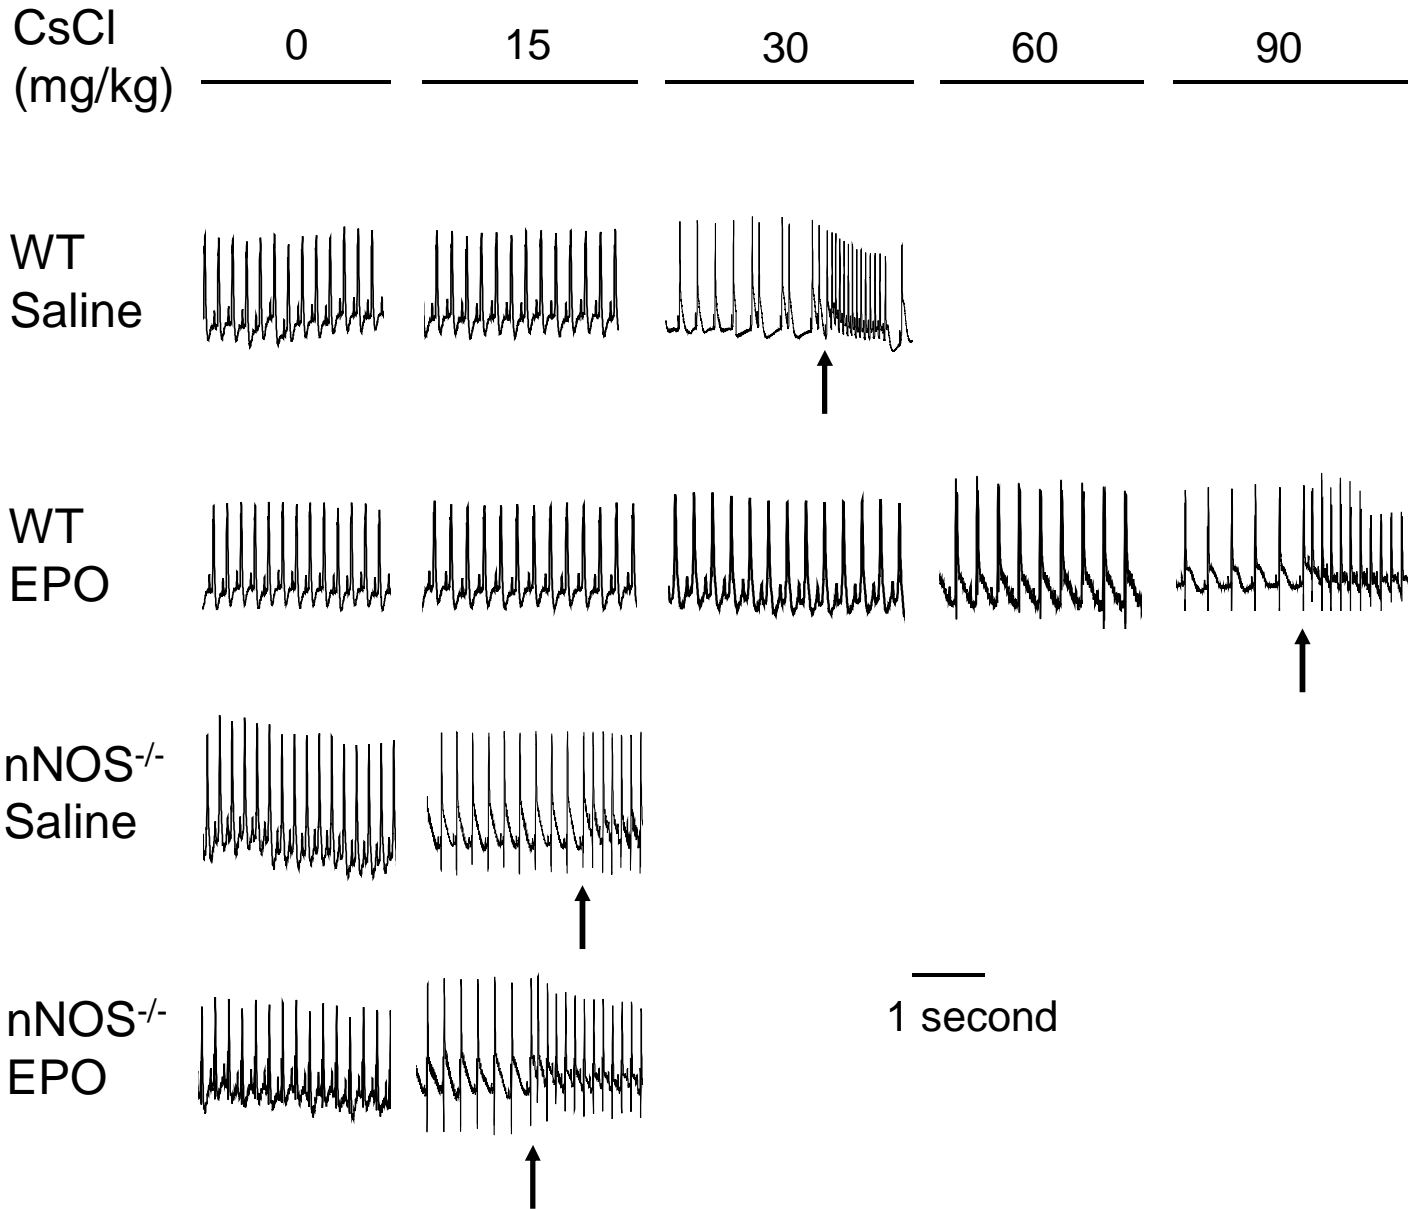 CsCl
(mg/kg)
0 15 30 60 90
WT
Saline
WT
EPO
nNOS-/-
Saline
nNOS-/-
EPO
1 second